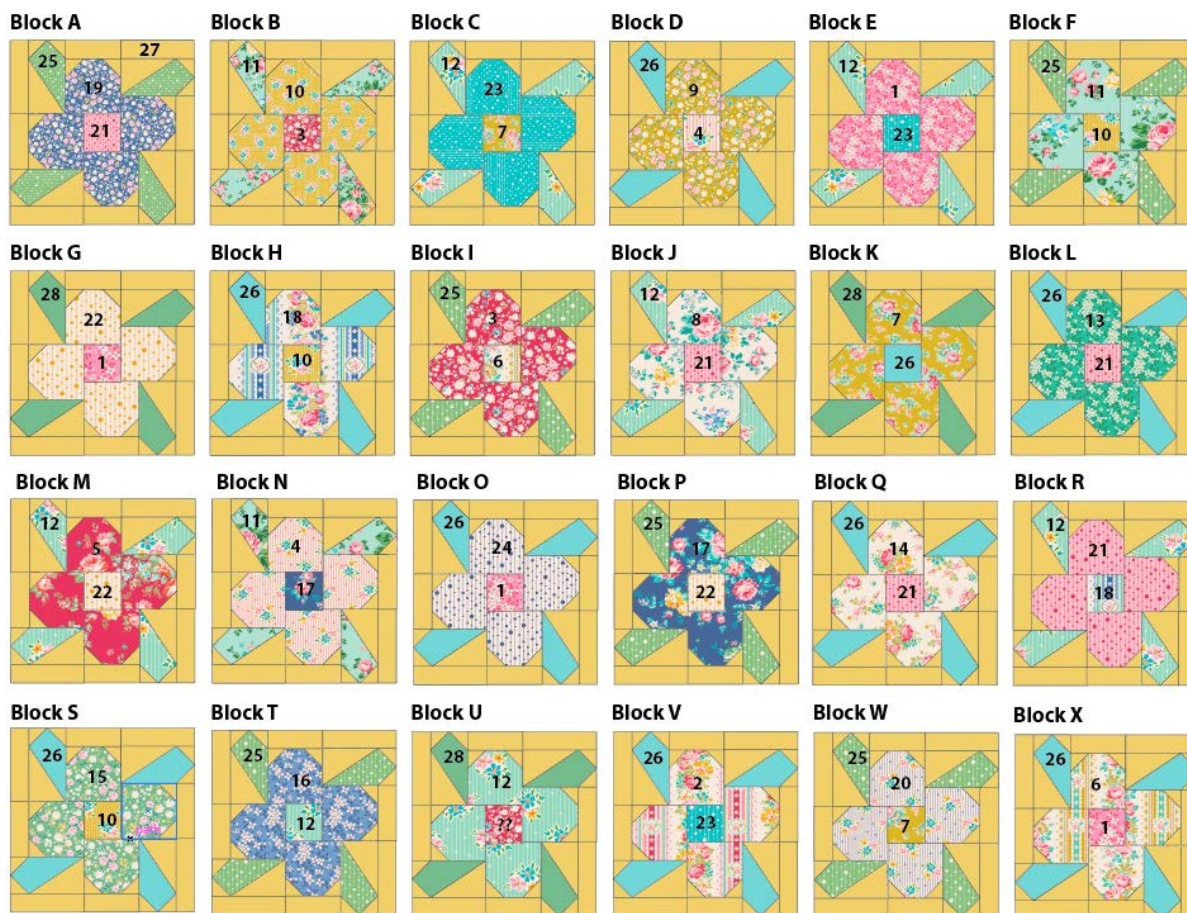 Block A Block B Block C Block D Block E Block F
27
25 11 12 26 12 25
19 10 23 9 1 11
21 3 7 4 23 10
Block G Block H Block I Block J Block K Block L
28 26 25 12 28 26
22 18 3 8 7 13
1 10 6 21 26 21
Block M Block N Block O Block P Block Q Block R
12 11 26 25 26 12
5 4 24 17 14 21
22 17 1 22 21 18
Block S Block T Block U Block V Block W Block X
26 25 28 26 25 26
15 16 12 2 20 6
10 12 ?? 23 7 1
path